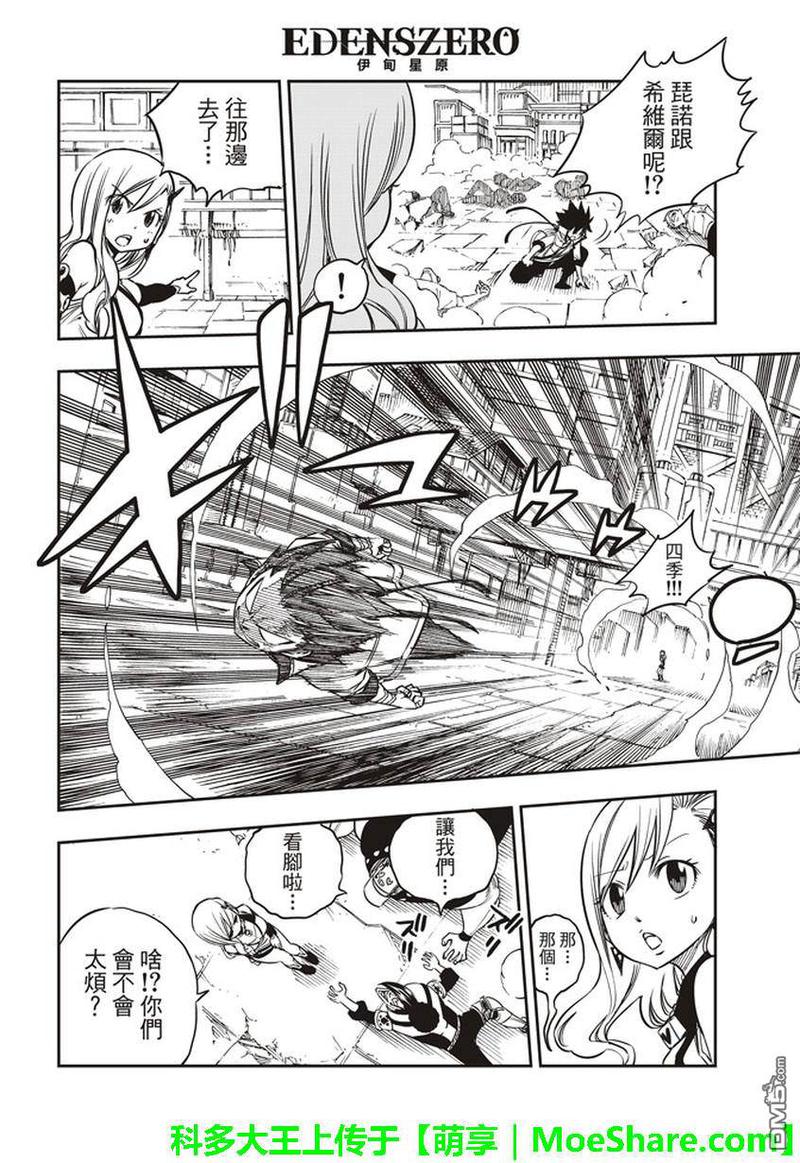 EDENSZERO
伊甸星原
琵諾跟
希維爾呢!?
!
往那邊
去了…
四季!!!
那…
那個…
讓我們…
看腳啦…
啥!?你們
會不會
太煩?
DM5.com
科多大王上传于【萌享｜MoeShare.com】